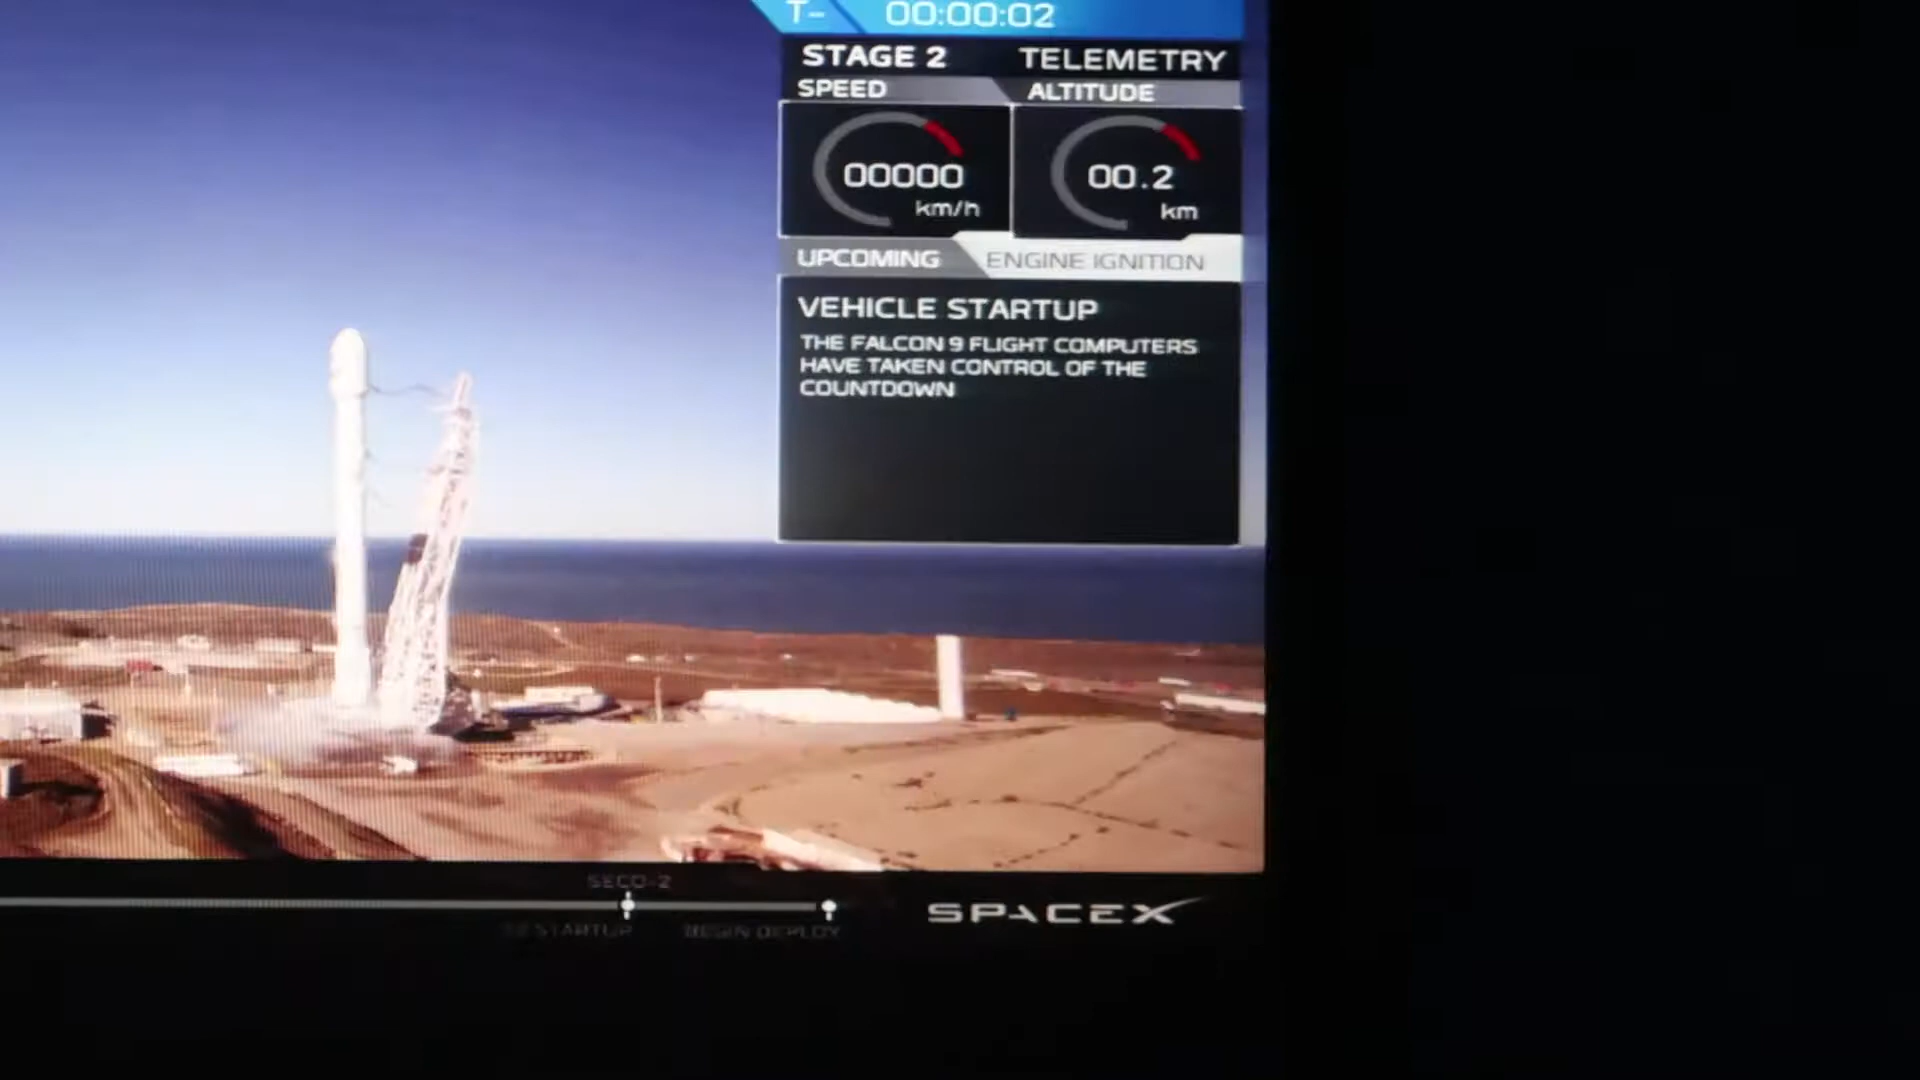 T- 00:00:02
STAGE 2 TELEMETRY
SPEED ALTITUDE
00000 00.2
km/h km
UPCOMING ENGINE IGNITION
VEHICLE STARTUP
THE FALCON 9 FLIGHT COMPUTERS
HAVE TAKEN CONTROL OF THE
COUNTDOWN
SECO-2
STARTUP BEGIN DEPLOY
SPACEX